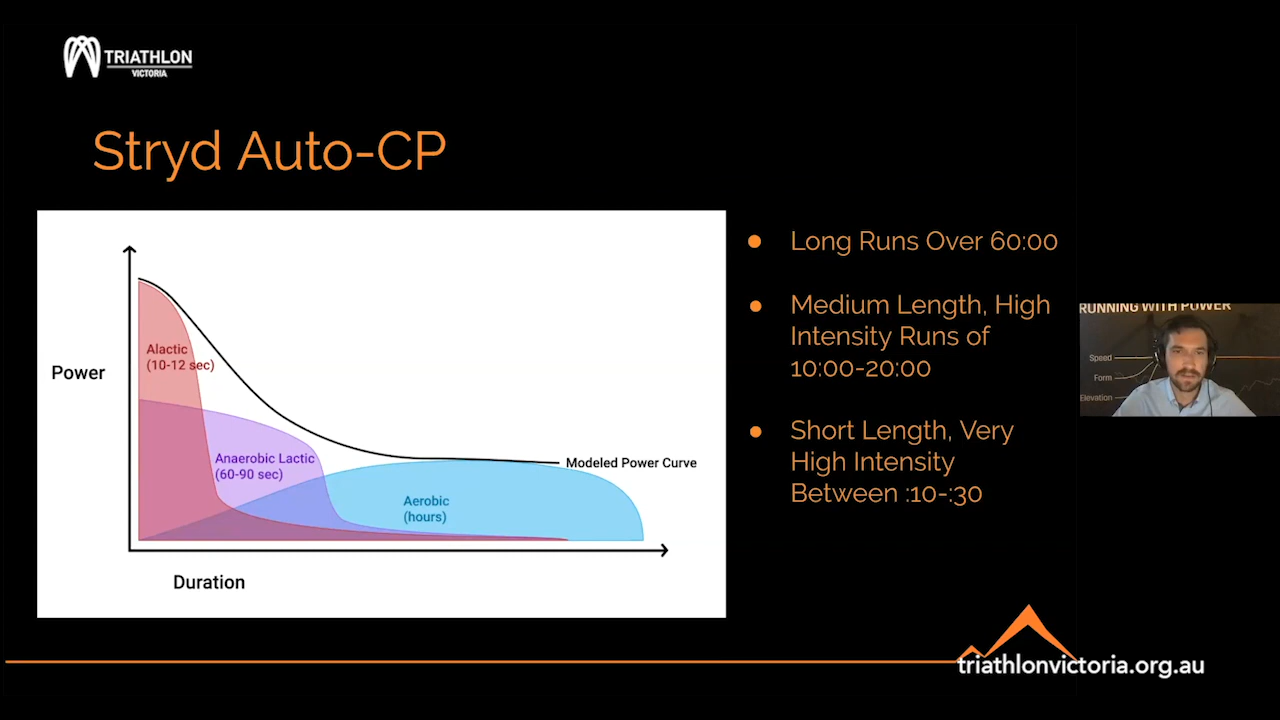 TRIATHLON
VICTORIA
Stryd Auto-CP
Power
Alactic
(10-12 sec)
Anaerobic Lactic
(60-90 sec)
Aerobic
(hours)
Modeled Power Curve
Duration
● Long Runs Over 60:00
● Medium Length, High
Intensity Runs of
10:00-20:00
● Short Length, Very
High Intensity
Between :10-:30
RUNNING WITH POWER
Speed
Form
Elevation
triathlonvictoria.org.au